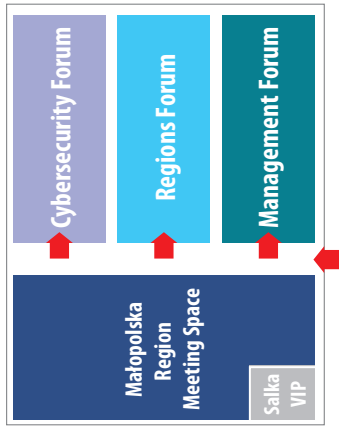 Cybersecurity Forum
Regions Forum
Management Forum
Małopolska
Region
Meeting Space
Salka
VIP